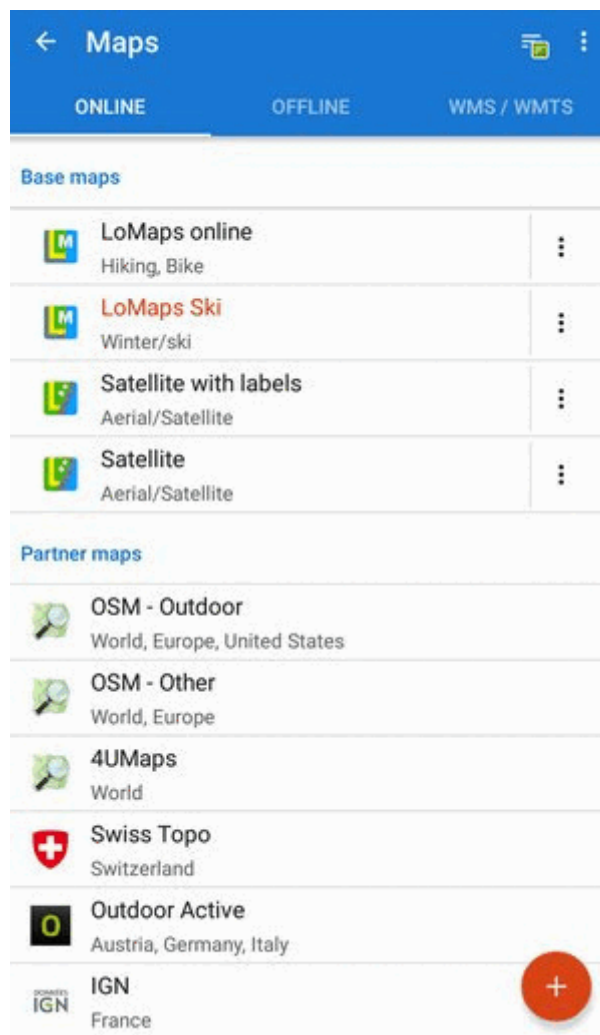 Maps
ONLINE OFFLINE WMS / WMTS
Base maps
LoMaps online
Hiking, Bike
LoMaps Ski
Winter/ski
Satellite with labels
Aerial/Satellite
Satellite
Aerial/Satellite
Partner maps
OSM - Outdoor
World, Europe, United States
OSM - Other
World, Europe
4UMaps
World
Swiss Topo
Switzerland
Outdoor Active
Austria, Germany, Italy
IGN
IGN
France